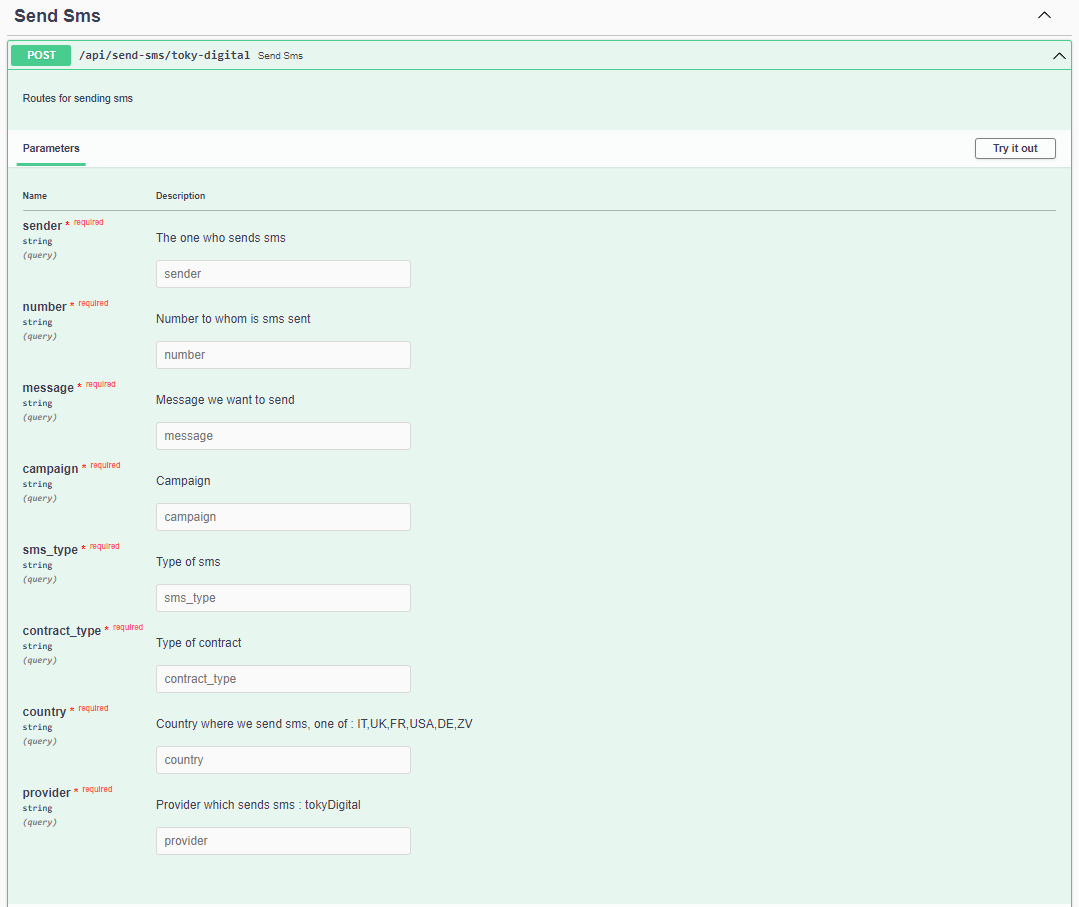 Send Sms
POST /api/send-sms/toky-digital Send Sms
Routes for sending sms
Parameters Try it out
Name Description
sender * required
string
(query)
The one who sends sms
sender
number * required
string
(query)
Number to whom is sms sent
number
message * required
string
(query)
Message we want to send
message
campaign * required
string
(query)
Campaign
campaign
sms_type * required
string
(query)
Type of sms
sms_type
contract_type * required
string
(query)
Type of contract
contract_type
country * required
string
(query)
Country where we send sms, one of : IT,UK,FR,USA,DE,ZV
country
provider * required
string
(query)
Provider which sends sms : tokyDigital
provider